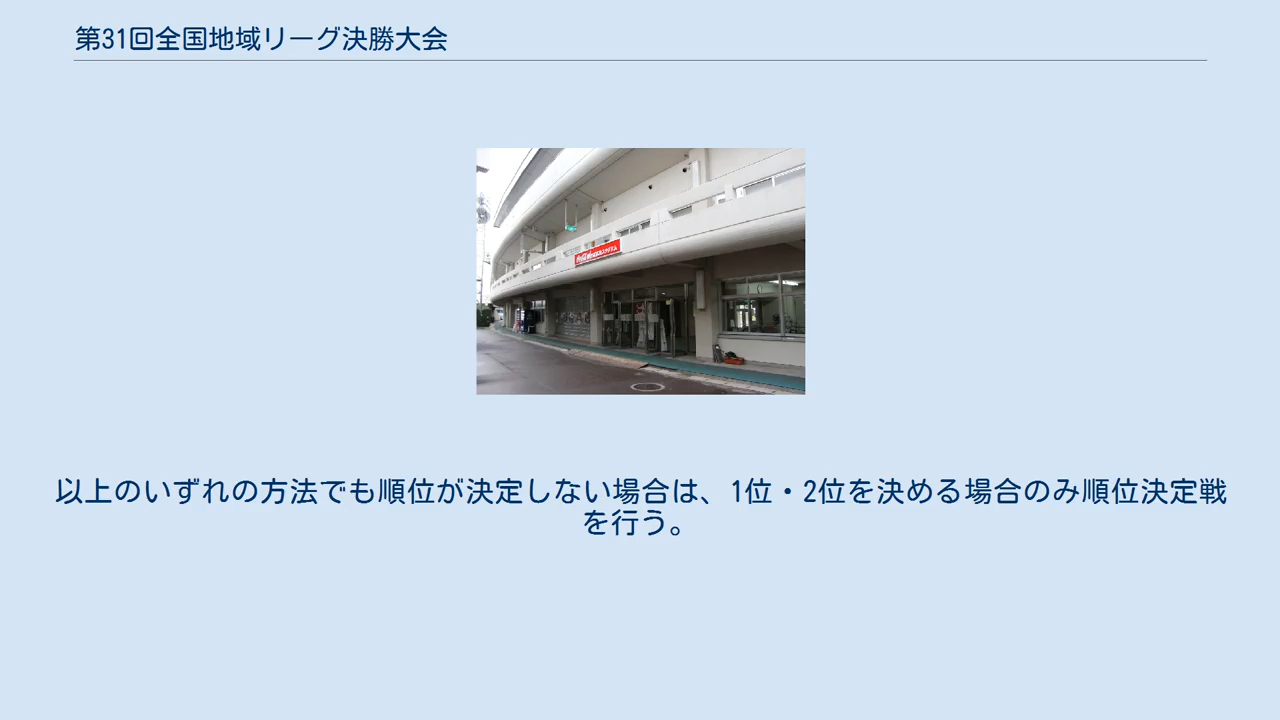 第31回全国地域リーグ決勝大会
以上のいずれの方法でも順位が決定しない場合は、1位・2位を決める場合のみ順位決定戦
を行う。